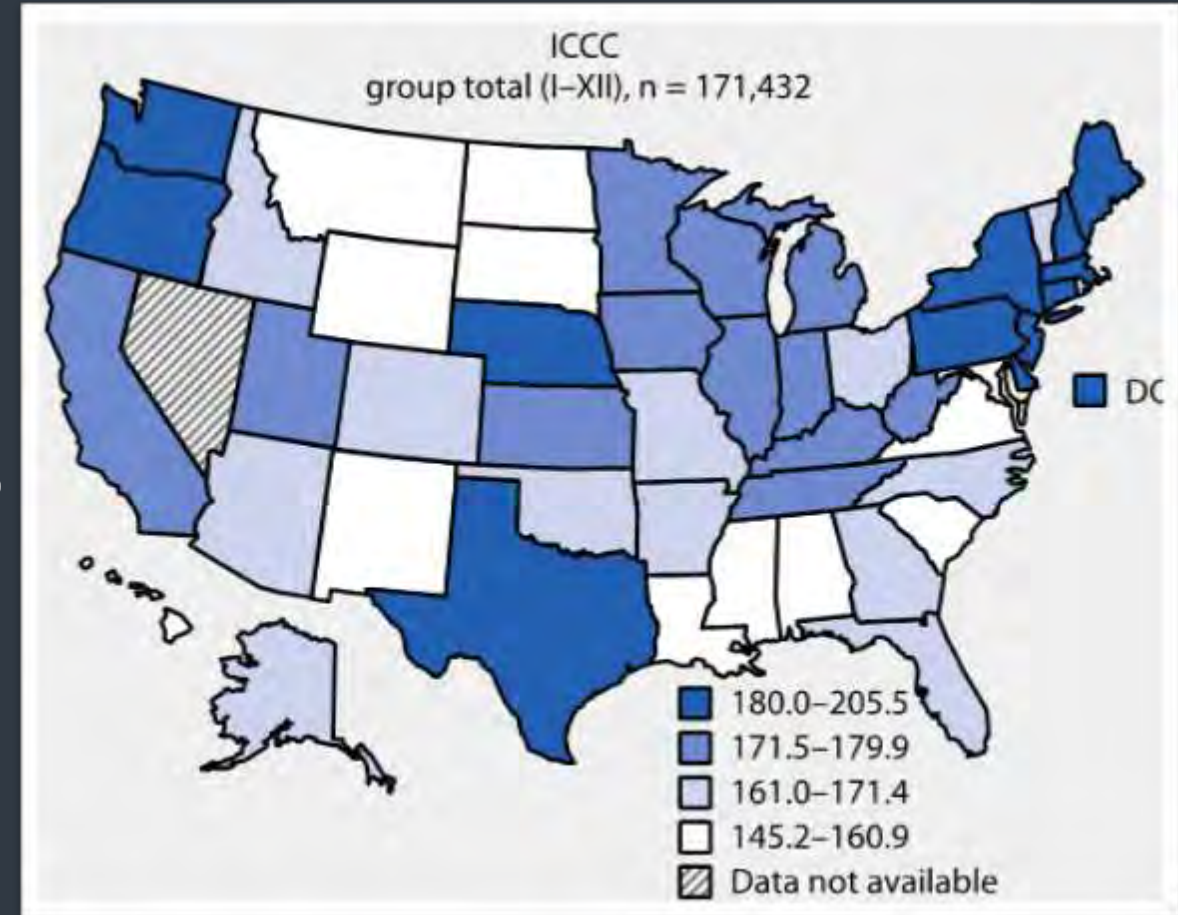 ICCC
group total (I–XII), n = 171,432
DC
180.0–205.5
171.5–179.9
161.0–171.4
145.2–160.9
Data not available